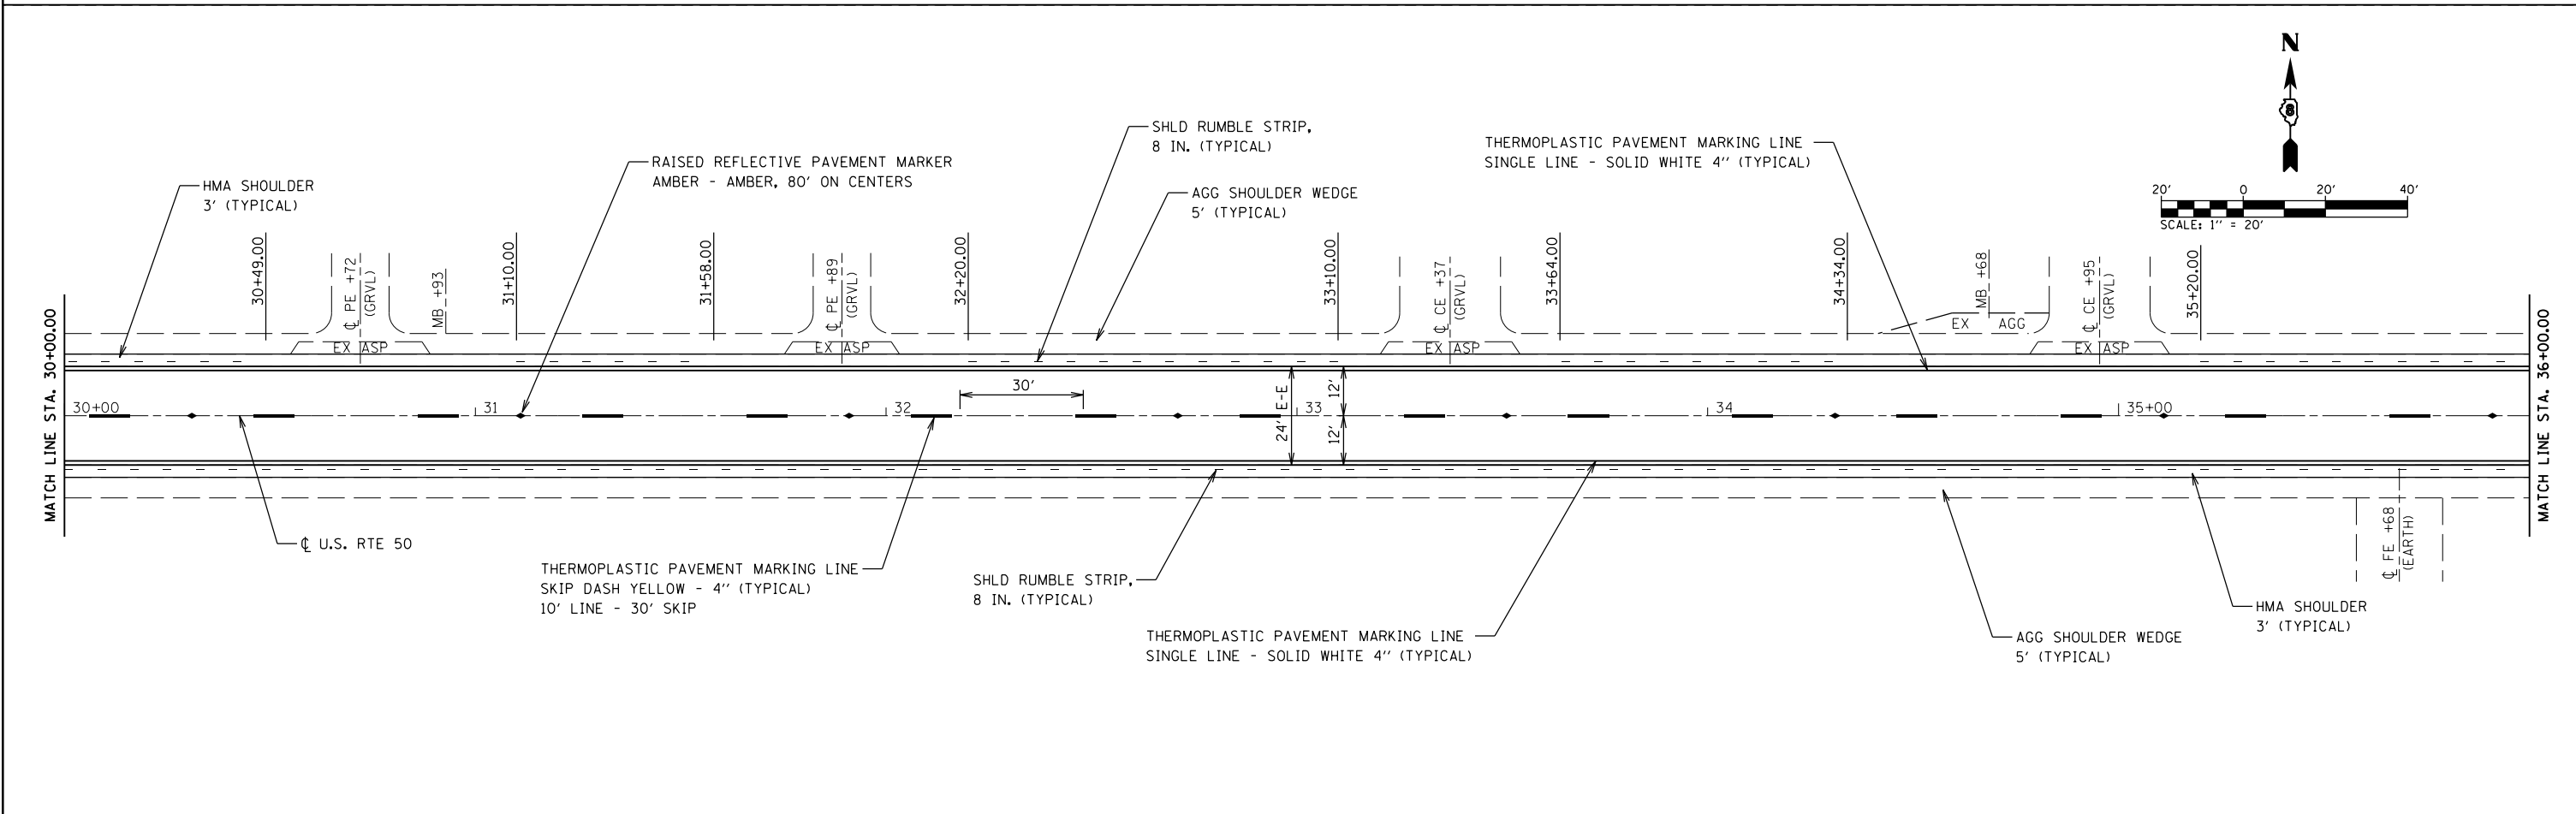 N
8
20' 0 20' 40'
SCALE: 1'' = 20'
SHLD RUMBLE STRIP,
8 IN. (TYPICAL)
THERMOPLASTIC PAVEMENT MARKING LINE
SINGLE LINE - SOLID WHITE 4'' (TYPICAL)
RAISED REFLECTIVE PAVEMENT MARKER
AMBER - AMBER, 80' ON CENTERS
HMA SHOULDER
3' (TYPICAL)
AGG SHOULDER WEDGE
5' (TYPICAL)
30+49.00
℄ PE +72
(GRVL)
MB +93
31+10.00
31+58.00
℄ PE +89
(GRVL)
32+20.00
33+10.00
℄ CE +37
(GRVL)
33+64.00
34+34.00
MB +68
℄ CE +95
(GRVL)
35+20.00
EX AGG
EX ASP
EX ASP
EX ASP
EX ASP
MATCH LINE STA. 30+00.00
30+00
31
32
30'
24' E-E
12'
12'
33
34
35+00
MATCH LINE STA. 36+00.00
℄ U.S. RTE 50
THERMOPLASTIC PAVEMENT MARKING LINE
SKIP DASH YELLOW - 4'' (TYPICAL)
10' LINE - 30' SKIP
SHLD RUMBLE STRIP,
8 IN. (TYPICAL)
THERMOPLASTIC PAVEMENT MARKING LINE
SINGLE LINE - SOLID WHITE 4'' (TYPICAL)
AGG SHOULDER WEDGE
5' (TYPICAL)
HMA SHOULDER
3' (TYPICAL)
℄ FE +68
(EARTH)